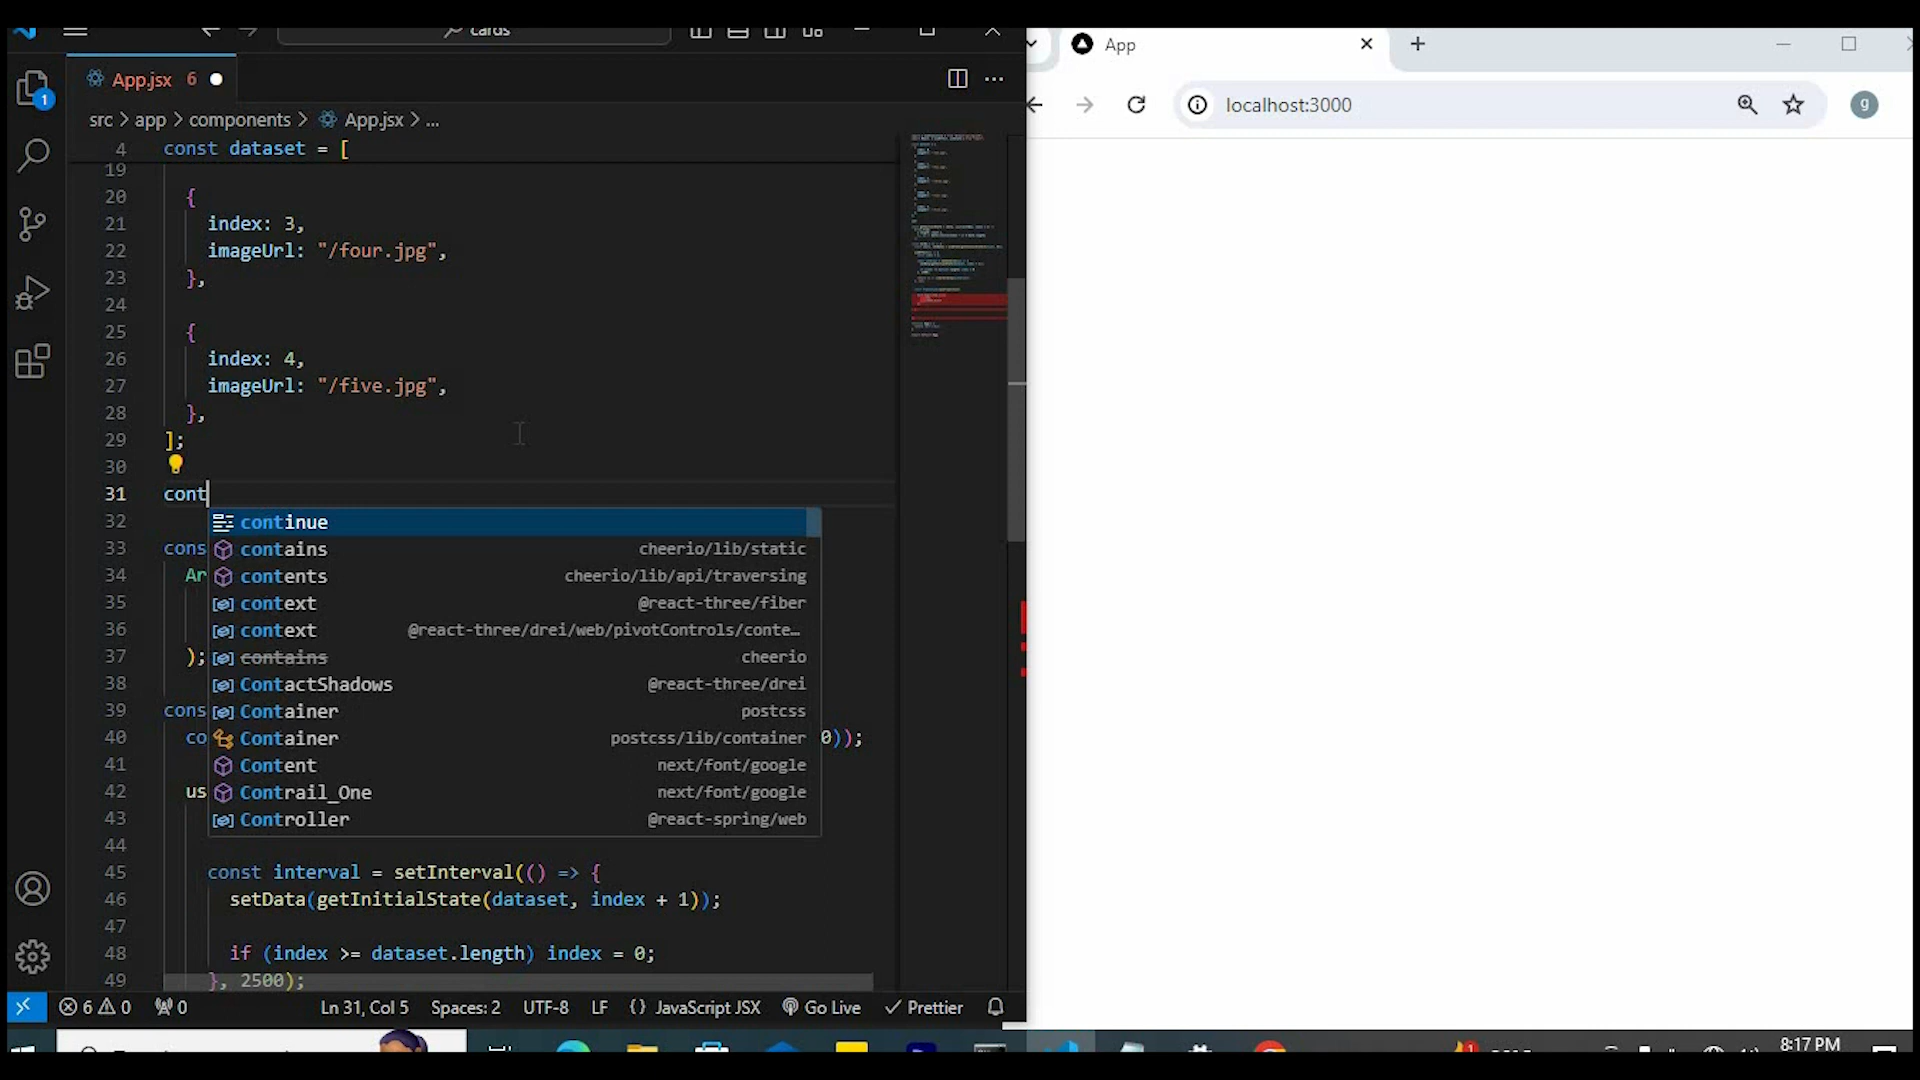 cards
App.jsx 6
src > app > components > App.jsx > ...
4 const dataset = [
19
20 {
21 index: 3,
22 imageUrl: "/four.jpg",
23 },
24
25 {
26 index: 4,
27 imageUrl: "/five.jpg",
28 },
29 ];
30
31 cont
32 continue
33 cons contains cheerio/lib/static
34 Ar contents cheerio/lib/api/traversing
35 context @react-three/fiber
36 context @react-three/drei/web/pivotControls/conte…
37 ); contains cheerio
38 ContactShadows @react-three/drei
39 cons Container postcss
40 co Container postcss/lib/container 0));
41 Content next/font/google
42 us Contrail_One next/font/google
43 Controller @react-spring/web
44
45 const interval = setInterval(() => {
46 setData(getInitialState(dataset, index + 1));
47
48 if (index >= dataset.length) index = 0;
49 }, 2500);
1
6 0 0 Ln 31, Col 5 Spaces: 2 UTF-8 LF {} JavaScript JSX Go Live Prettier
App
localhost:3000
g
8:17 PM